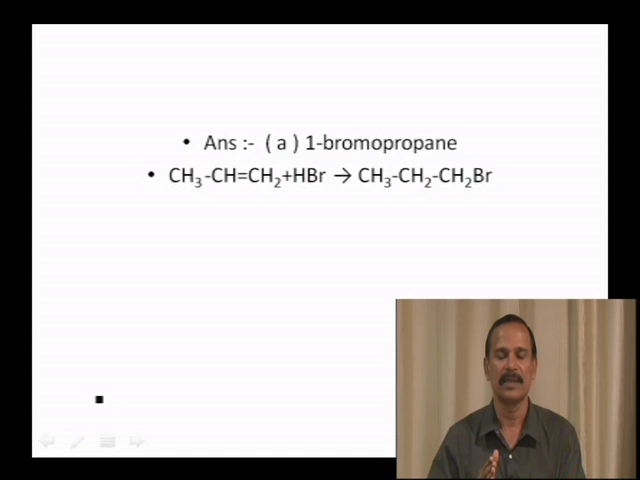 • Ans :- ( a ) 1-bromopropane
• CH₃-CH=CH₂+HBr → CH₃-CH₂-CH₂Br